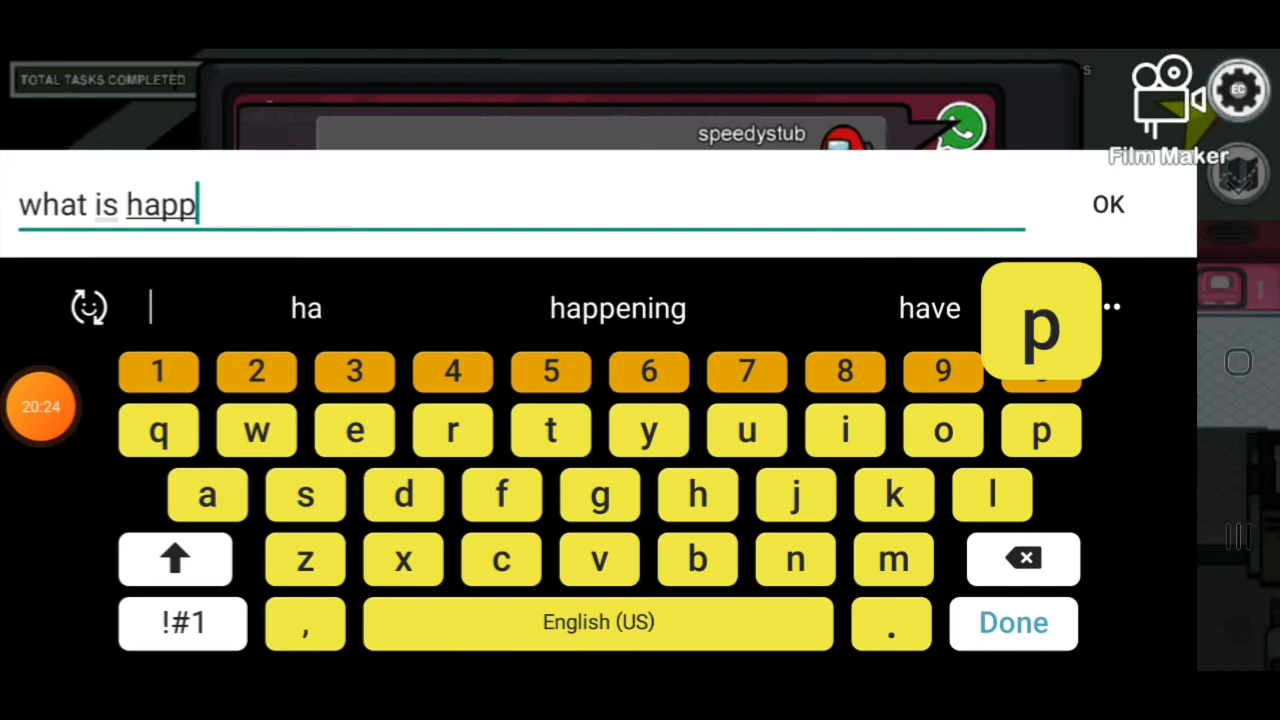 TOTAL TASKS COMPLETED
speedystub
EC
Film Maker
what is happ
OK
ha
happening
have
p
1 2 3 4 5 6 7 8 9
20:24
q w e r t y u i o p
a s d f g h j k l
z x c v b n m
!#1 , English (US) . Done